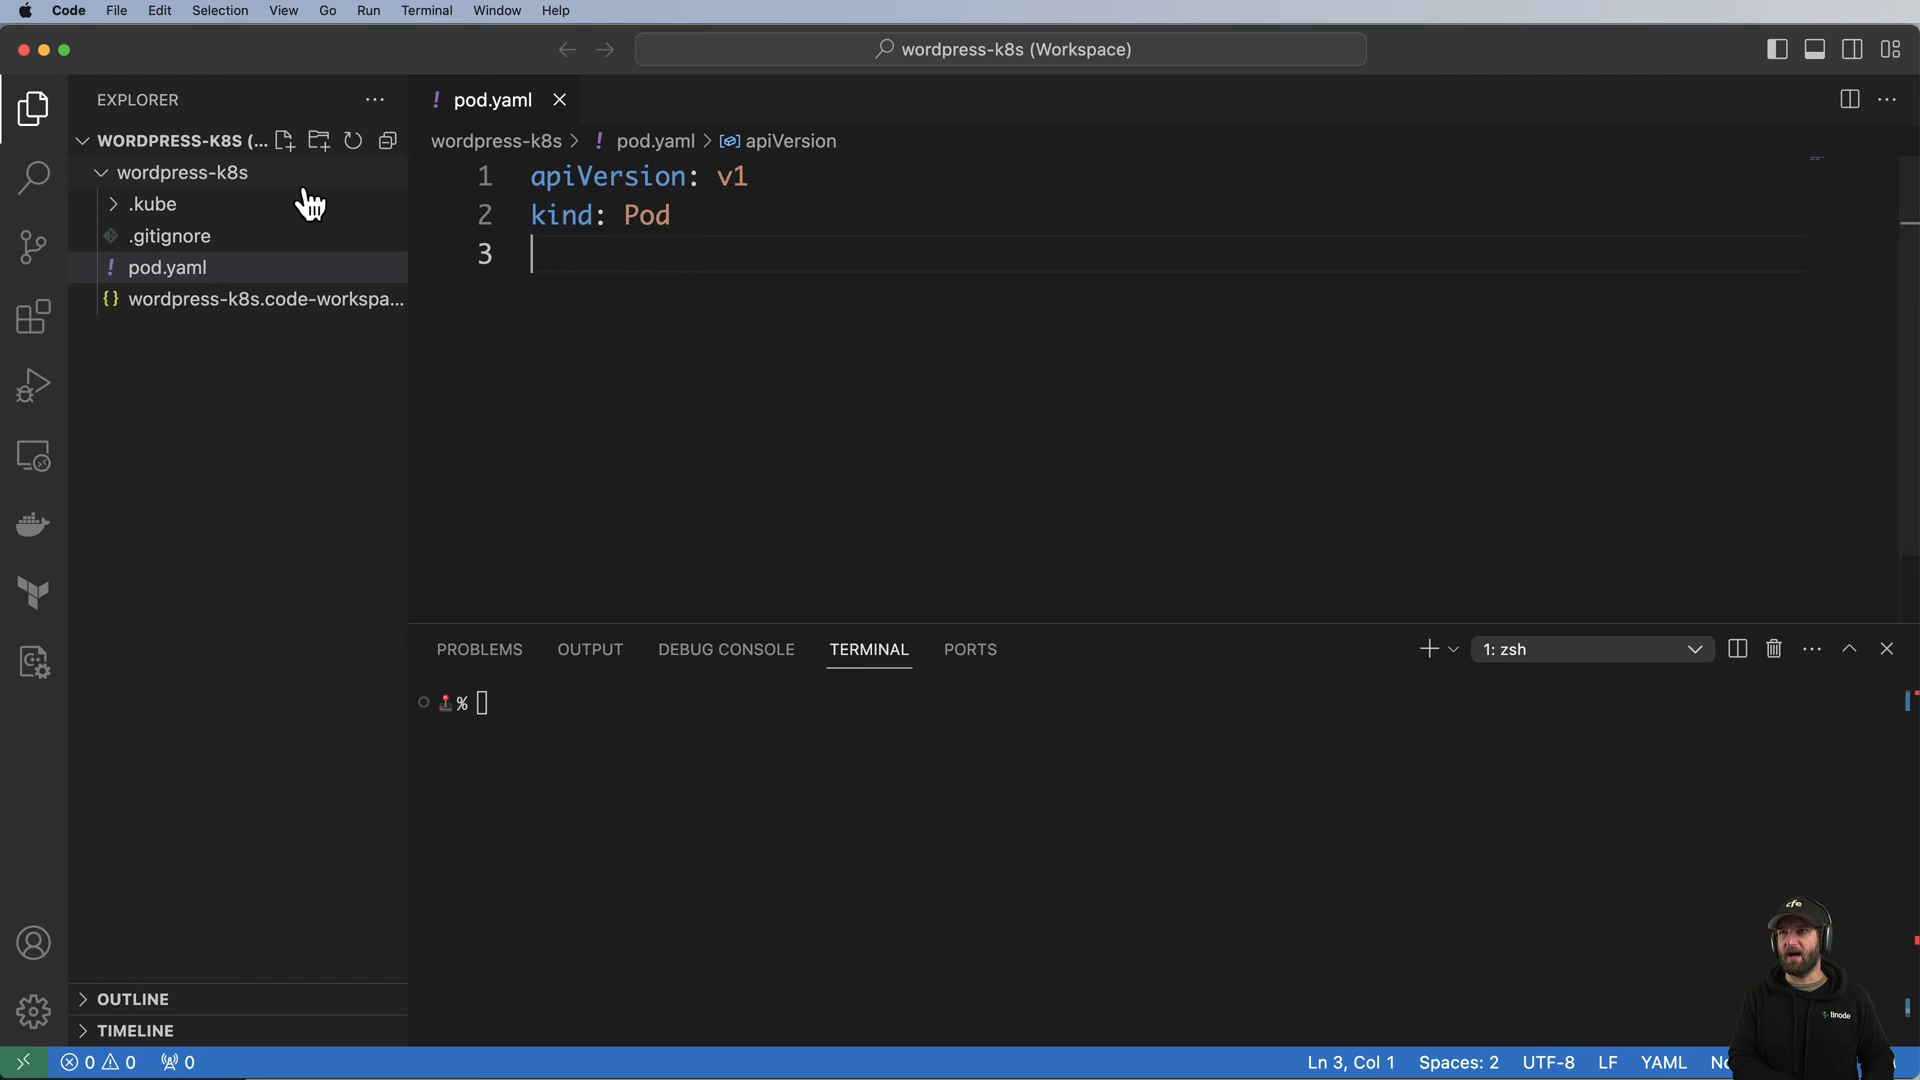 Code File Edit Selection View Go Run Terminal Window Help
wordpress-k8s (Workspace)
EXPLORER
WORDPRESS-K8S (...
wordpress-k8s
.kube
.gitignore
pod.yaml
wordpress-k8s.code-workspa...
OUTLINE
TIMELINE
pod.yaml
wordpress-k8s > pod.yaml > apiVersion
1 apiVersion: v1
2 kind: Pod
3
PROBLEMS OUTPUT DEBUG CONSOLE TERMINAL PORTS
1: zsh
%
cfe
linode
0 0 0 Ln 3, Col 1 Spaces: 2 UTF-8 LF YAML